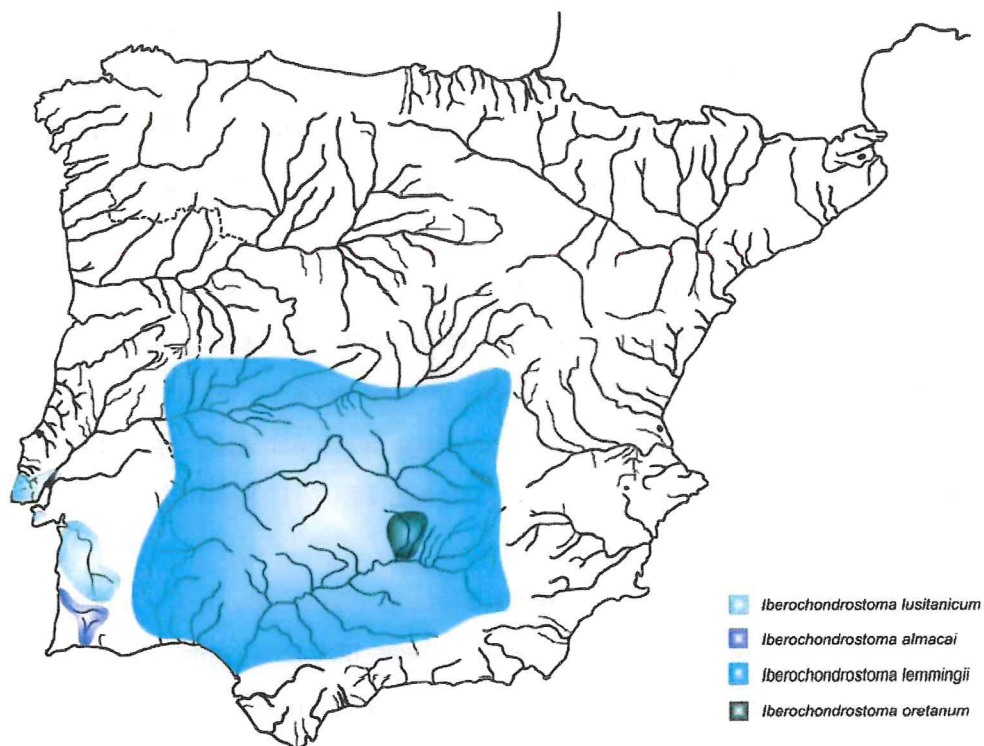 Iberochondrostoma lusitanicum
Iberochondrostoma almacai
Iberochondrostoma lemmingii
Iberochondrostoma oretanum